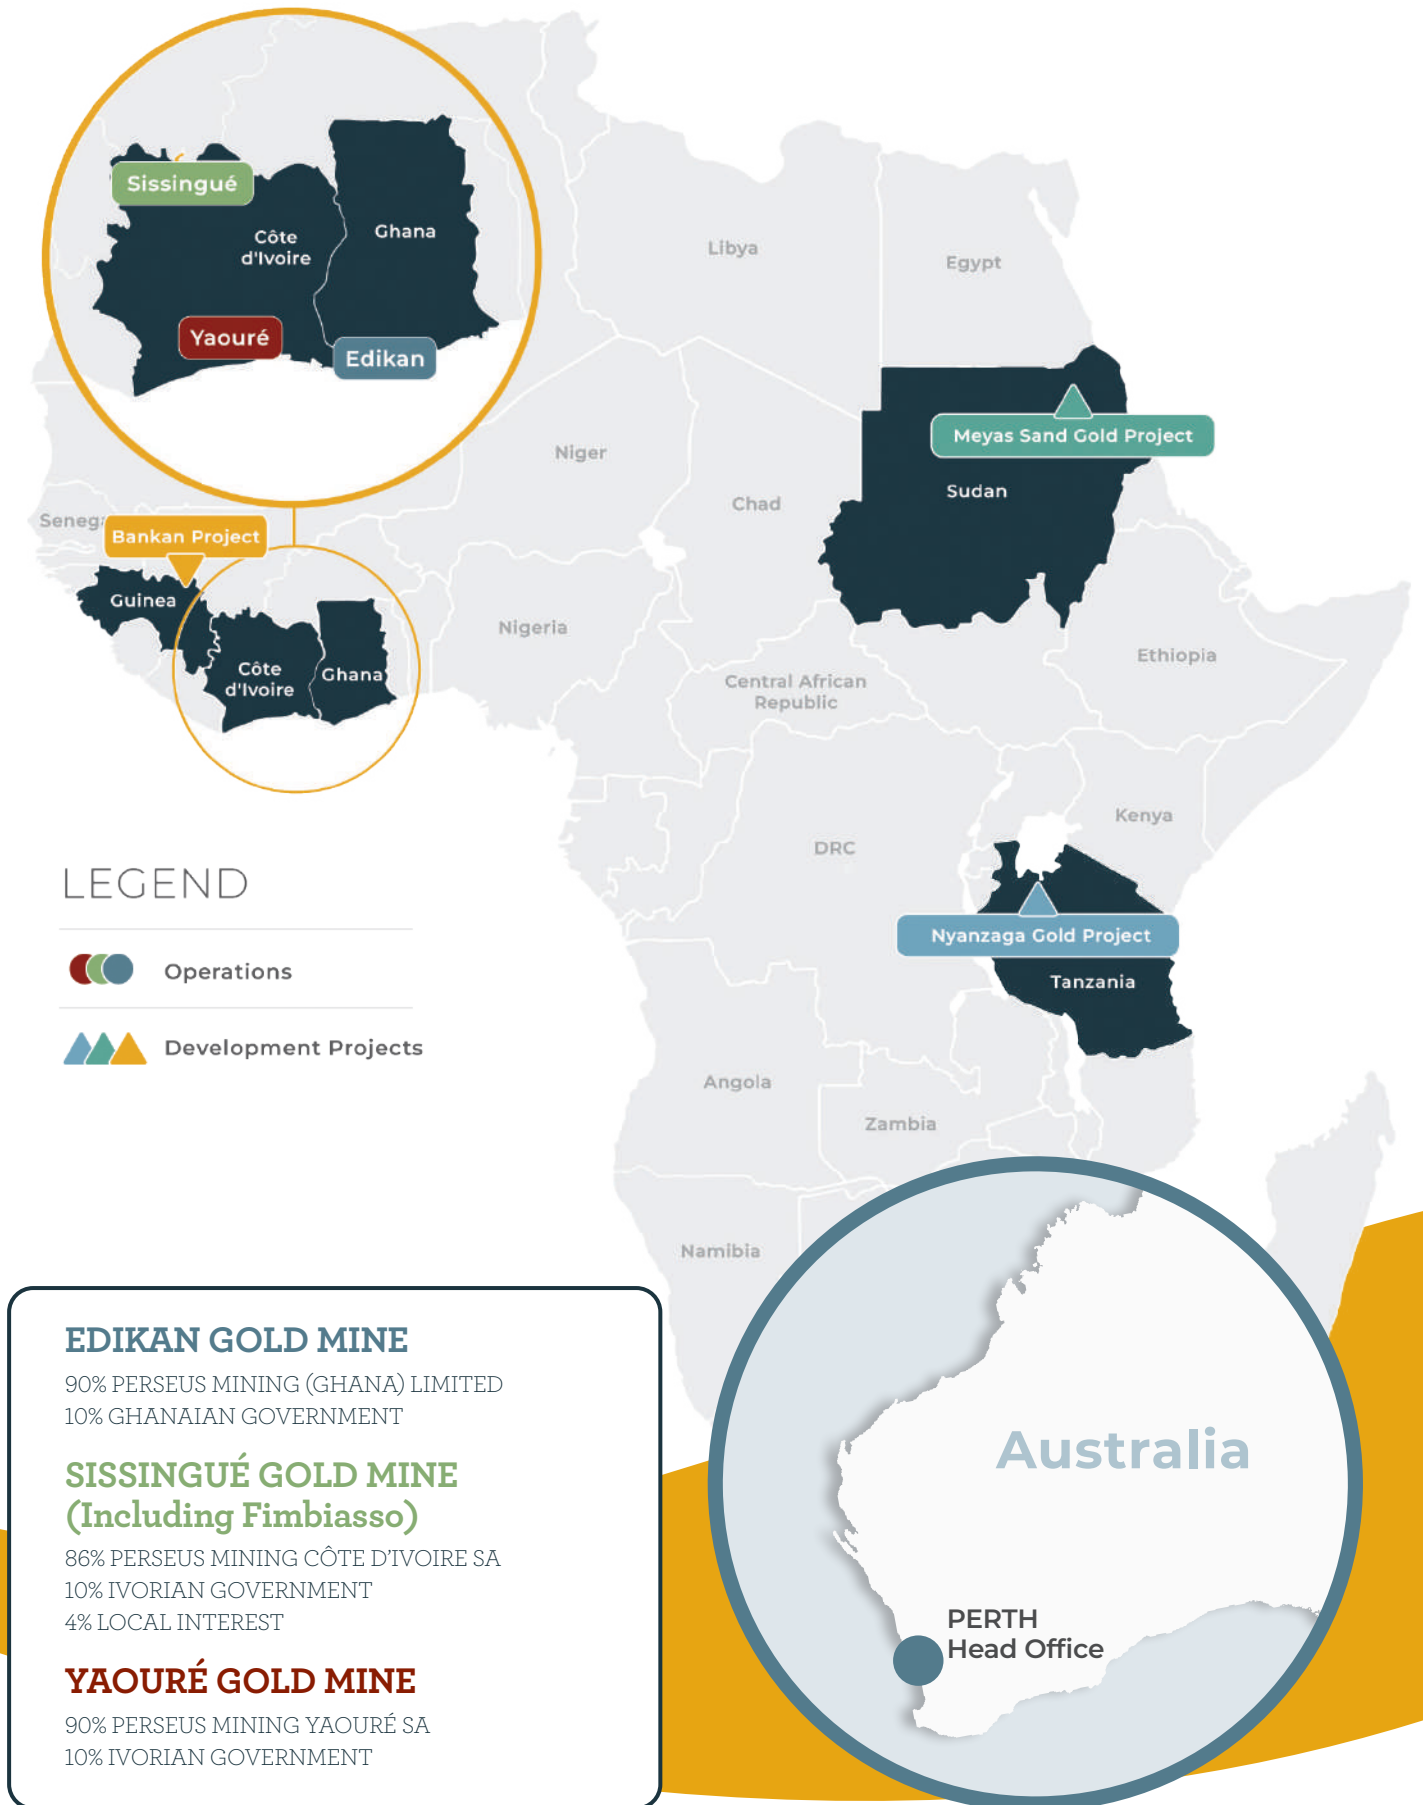 Sissingué
Côte
d'Ivoire
Ghana
Yaouré
Edikan
Libya
Egypt
Meyas Sand Gold Project
Sudan
Niger
Chad
Bankan Project
Guinea
Côte
d'Ivoire
Ghana
Nigeria
Central African
Republic
Ethiopia
Kenya
DRC
Nyanzaga Gold Project
Tanzania
Angola
Zambia
Namibia
LEGEND
Operations
Development Projects
EDIKAN GOLD MINE
90% PERSEUS MINING (GHANA) LIMITED
10% GHANAIAN GOVERNMENT
SISSINGUÉ GOLD MINE
(Including Fimbiasso)
86% PERSEUS MINING CÔTE D'IVOIRE SA
10% IVORIAN GOVERNMENT
4% LOCAL INTEREST
YAOURÉ GOLD MINE
90% PERSEUS MINING YAOURÉ SA
10% IVORIAN GOVERNMENT
Australia
PERTH
Head Office